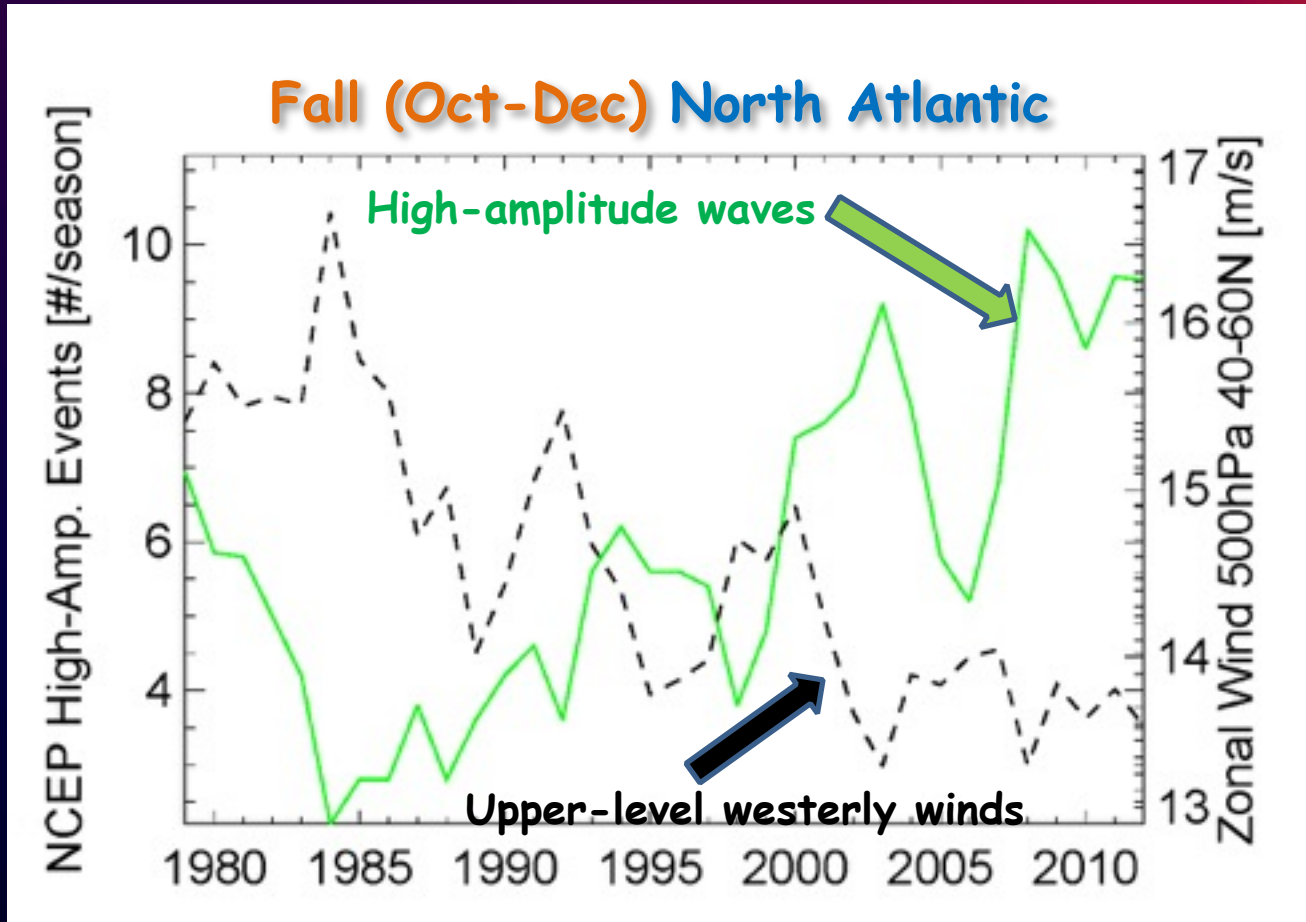 Fall (Oct-Dec) North Atlantic
NCEP High-Amp. Events [#/season]
Zonal Wind 500hPa 40-60N [m/s]
High-amplitude waves
Upper-level westerly winds
10
8
6
4
17
16
15
14
13
1980 1985 1990 1995 2000 2005 2010